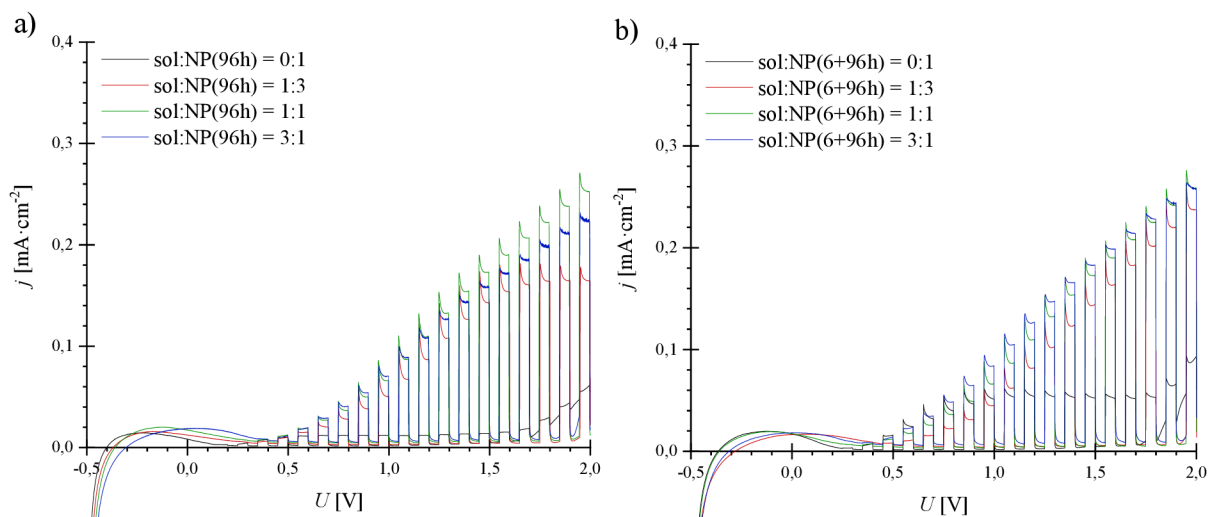 a)
0,4
sol:NP(96h) = 0:1
sol:NP(96h) = 1:3
sol:NP(96h) = 1:1
sol:NP(96h) = 3:1
0,3
0,2
0,1
0,0
j [mA·cm-2]
-0,5
0,0
0,5
1,0
1,5
2,0
U [V]
b)
0,4
sol:NP(6+96h) = 0:1
sol:NP(6+96h) = 1:3
sol:NP(6+96h) = 1:1
sol:NP(6+96h) = 3:1
0,3
0,2
0,1
0,0
j [mA·cm-2]
-0,5
0,0
0,5
1,0
1,5
2,0
U [V]